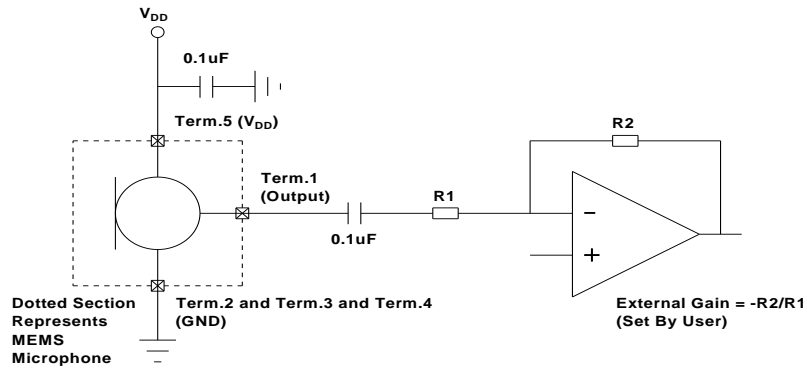 VDD
0.1uF
Term.5 (VDD)
R2
Term.1
(Output)
R1
0.1uF
−
+
Dotted Section
Represents
MEMS
Microphone
Term.2 and Term.3 and Term.4
(GND)
External Gain = -R2/R1
(Set By User)